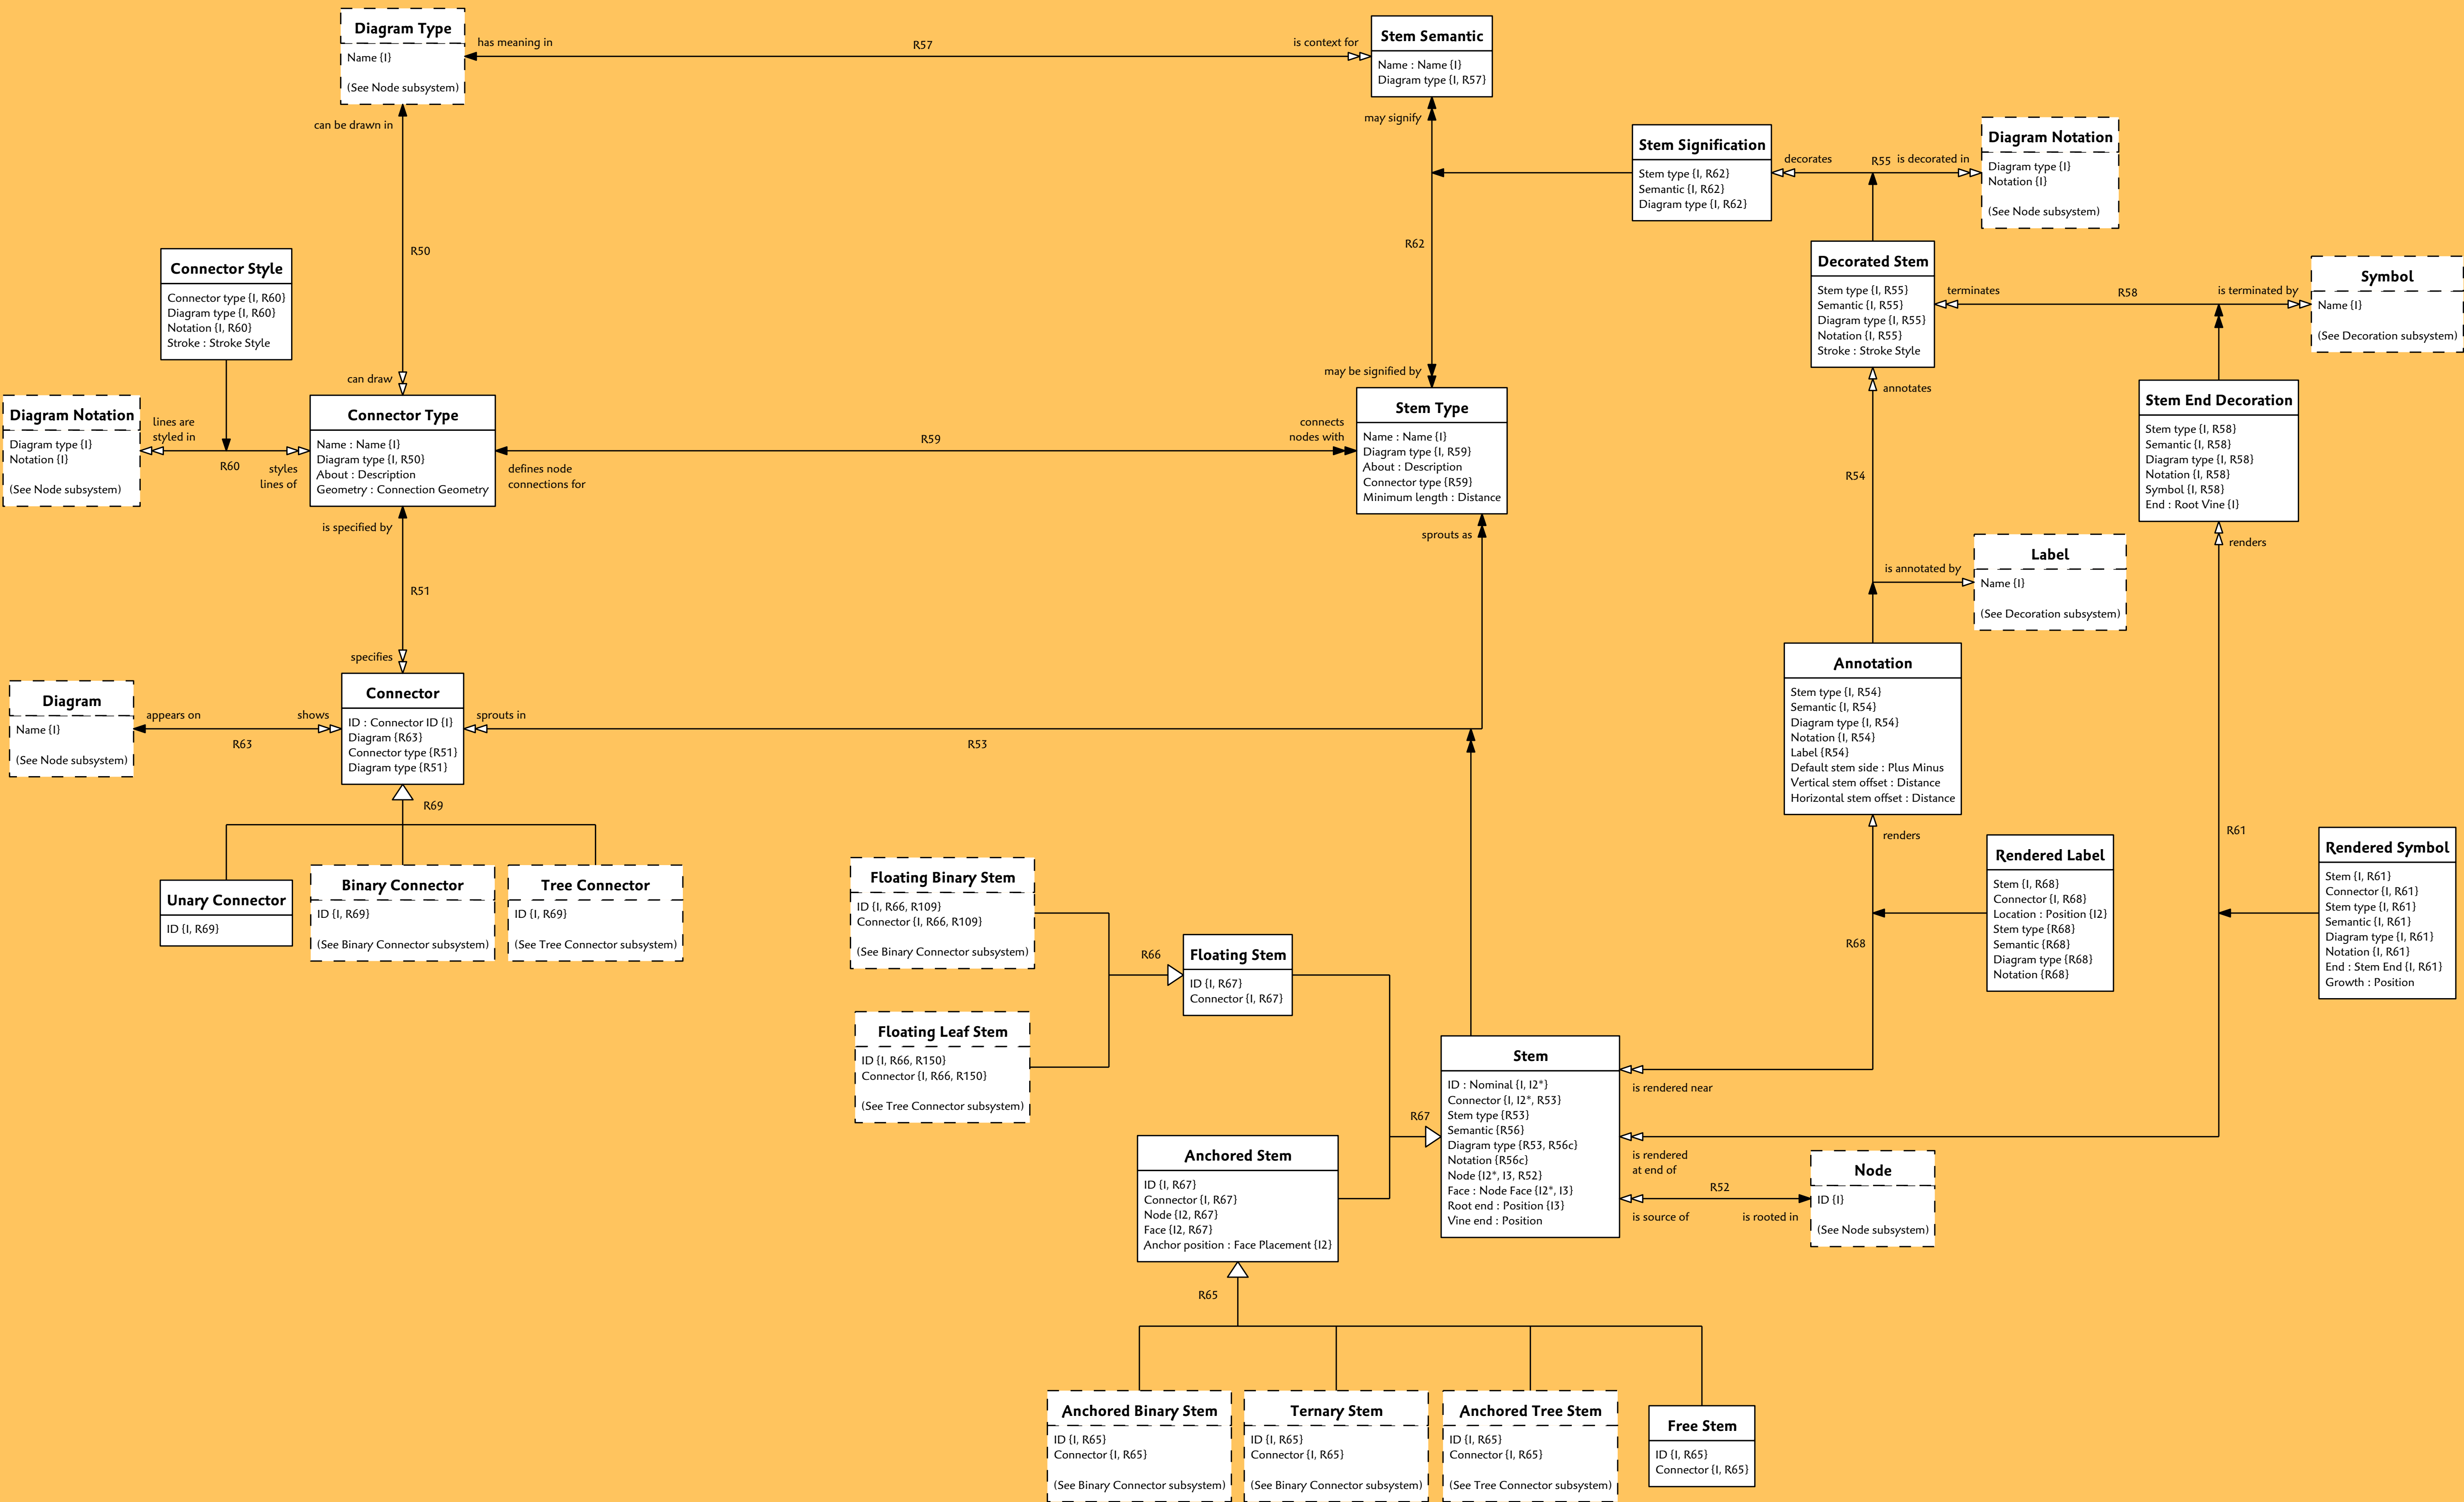 Diagram Type
Name {I}
(See Node subsystem)
has meaning in
R57
is context for
Stem Semantic
Name : Name {I}
Diagram type {I, R57}
can be drawn in
R50
can draw
may signify
R62
may be signified by
Stem Signification
Stem type {I, R62}
Semantic {I, R62}
Diagram type {I, R62}
decorates
R55
is decorated in
Diagram Notation
Diagram type {I}
Notation {I}
(See Node subsystem)
Decorated Stem
Stem type {I, R55}
Semantic {I, R55}
Diagram type {I, R55}
Notation {I, R55}
Stroke : Stroke Style
terminates
R58
is terminated by
Symbol
Name {I}
(See Decoration subsystem)
Connector Style
Connector type {I, R60}
Diagram type {I, R60}
Notation {I, R60}
Stroke : Stroke Style
Diagram Notation
Diagram type {I}
Notation {I}
(See Node subsystem)
lines are
styled in
R60
styles
lines of
Connector Type
Name : Name {I}
Diagram type {I, R50}
About : Description
Geometry : Connection Geometry
defines node
connections for
R59
connects
nodes with
Stem Type
Name : Name {I}
Diagram type {I, R59}
About : Description
Connector type {R59}
Minimum length : Distance
annotates
R54
is annotated by
Label
Name {I}
(See Decoration subsystem)
Stem End Decoration
Stem type {I, R58}
Semantic {I, R58}
Diagram type {I, R58}
Notation {I, R58}
Symbol {I, R58}
End : Root Vine {I}
renders
is specified by
R51
specifies
sprouts as
Diagram
Name {I}
(See Node subsystem)
appears on
R63
shows
Connector
ID : Connector ID {I}
Diagram {R63}
Connector type {R51}
Diagram type {R51}
sprouts in
R53
Annotation
Stem type {I, R54}
Semantic {I, R54}
Diagram type {I, R54}
Notation {I, R54}
Label {R54}
Default stem side : Plus Minus
Vertical stem offset : Distance
Horizontal stem offset : Distance
renders
R69
Unary Connector
ID {I, R69}
Binary Connector
ID {I, R69}
(See Binary Connector subsystem)
Tree Connector
ID {I, R69}
(See Tree Connector subsystem)
Rendered Label
Stem {I, R68}
Connector {I, R68}
Location : Position {I2}
Stem type {R68}
Semantic {R68}
Diagram type {R68}
Notation {R68}
R68
R61
Rendered Symbol
Stem {I, R61}
Connector {I, R61}
Stem type {I, R61}
Semantic {I, R61}
Diagram type {I, R61}
Notation {I, R61}
End : Stem End {I, R61}
Growth : Position
Floating Binary Stem
ID {I, R66, R109}
Connector {I, R66, R109}
(See Binary Connector subsystem)
R66
Floating Stem
ID {I, R67}
Connector {I, R67}
Floating Leaf Stem
ID {I, R66, R150}
Connector {I, R66, R150}
(See Tree Connector subsystem)
R67
Stem
ID : Nominal {I, I2*}
Connector {I, I2*, R53}
Stem type {R53}
Semantic {R56}
Diagram type {R53, R56c}
Notation {R56c}
Node {I2*, I3, R52}
Face : Node Face {I2*, I3}
Root end : Position {I3}
Vine end : Position
is rendered near
is rendered
at end of
R52
is source of
is rooted in
Node
ID {I}
(See Node subsystem)
Anchored Stem
ID {I, R67}
Connector {I, R67}
Node {I2, R67}
Face {I2, R67}
Anchor position : Face Placement {I2}
R65
Anchored Binary Stem
ID {I, R65}
Connector {I, R65}
(See Binary Connector subsystem)
Ternary Stem
ID {I, R65}
Connector {I, R65}
(See Binary Connector subsystem)
Anchored Tree Stem
ID {I, R65}
Connector {I, R65}
(See Tree Connector subsystem)
Free Stem
ID {I, R65}
Connector {I, R65}